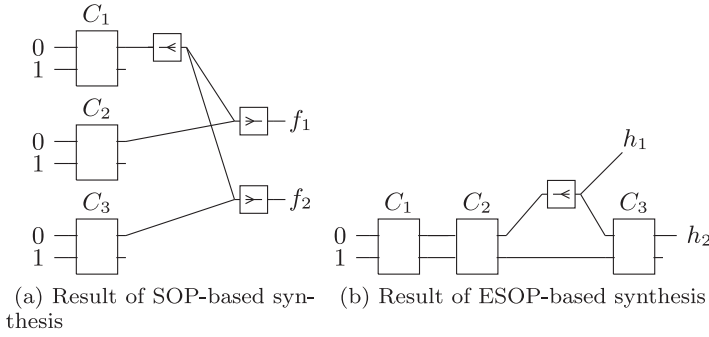 C1
0
1
C2
0
1
f1
C3
0
1
f2
(a) Result of SOP-based syn-
thesis
h1
C1 C2 C3
0
1
h2
(b) Result of ESOP-based synthesis